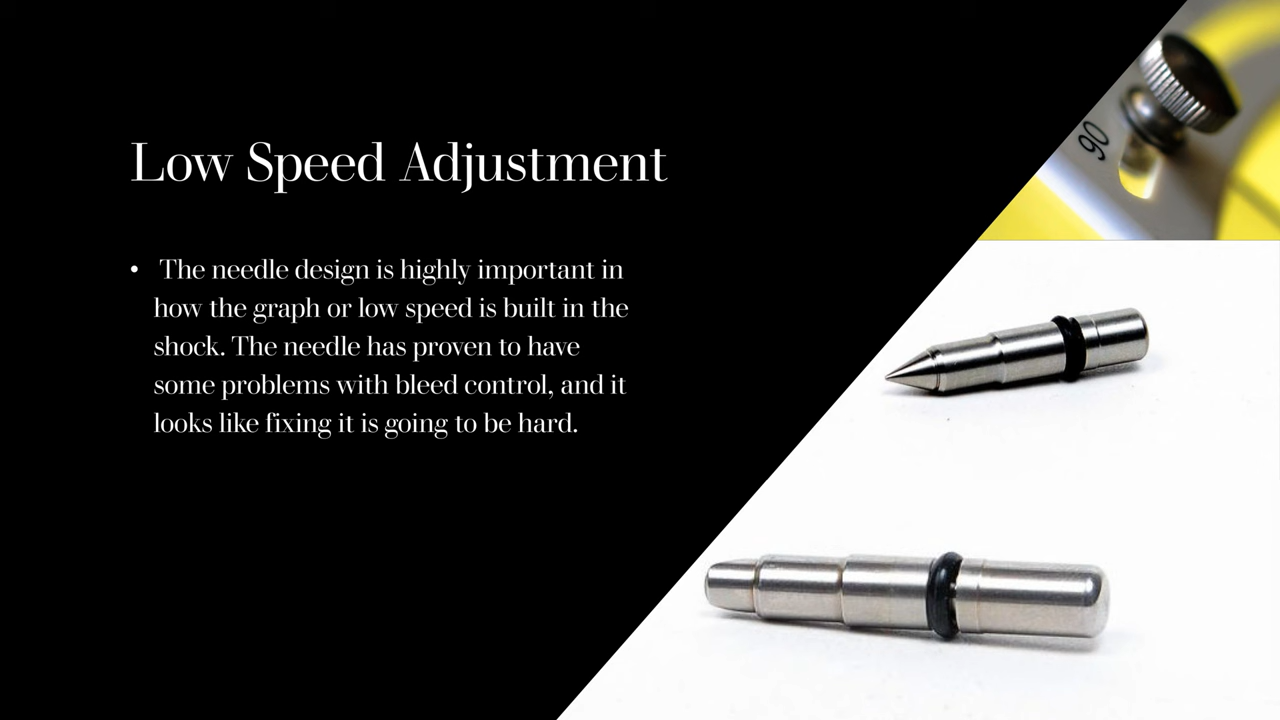 Low Speed Adjustment
• The needle design is highly important in
how the graph or low speed is built in the
shock. The needle has proven to have
some problems with bleed control, and it
looks like fixing it is going to be hard.
90